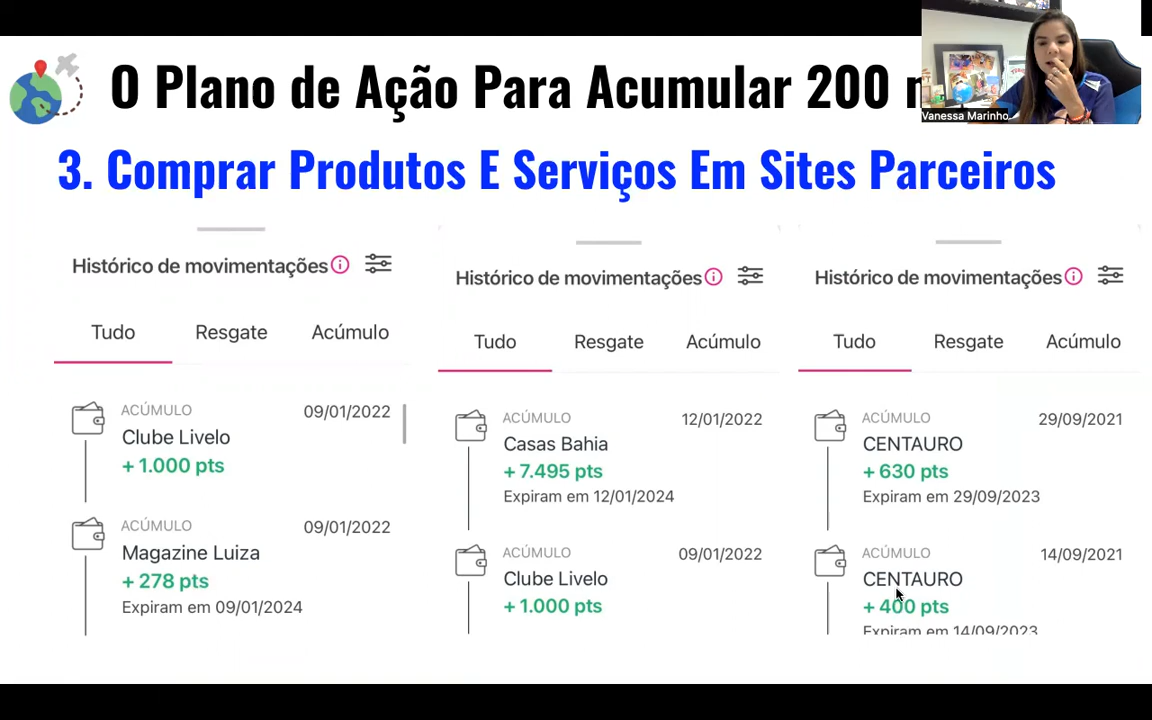 O Plano de Ação Para Acumular 200
Vanessa Marinho
3. Comprar Produtos E Serviços Em Sites Parceiros
Histórico de movimentações
Tudo Resgate Acúmulo
ACÚMULO 09/01/2022
Clube Livelo
+ 1.000 pts
ACÚMULO 09/01/2022
Magazine Luiza
+ 278 pts
Expiram em 09/01/2024
Histórico de movimentações
Tudo Resgate Acúmulo
ACÚMULO 12/01/2022
Casas Bahia
+ 7.495 pts
Expiram em 12/01/2024
ACÚMULO 09/01/2022
Clube Livelo
+ 1.000 pts
Histórico de movimentações
Tudo Resgate Acúmulo
ACÚMULO 29/09/2021
CENTAURO
+ 630 pts
Expiram em 29/09/2023
ACÚMULO 14/09/2021
CENTAURO
+ 400 pts
Expiram em 14/09/2023